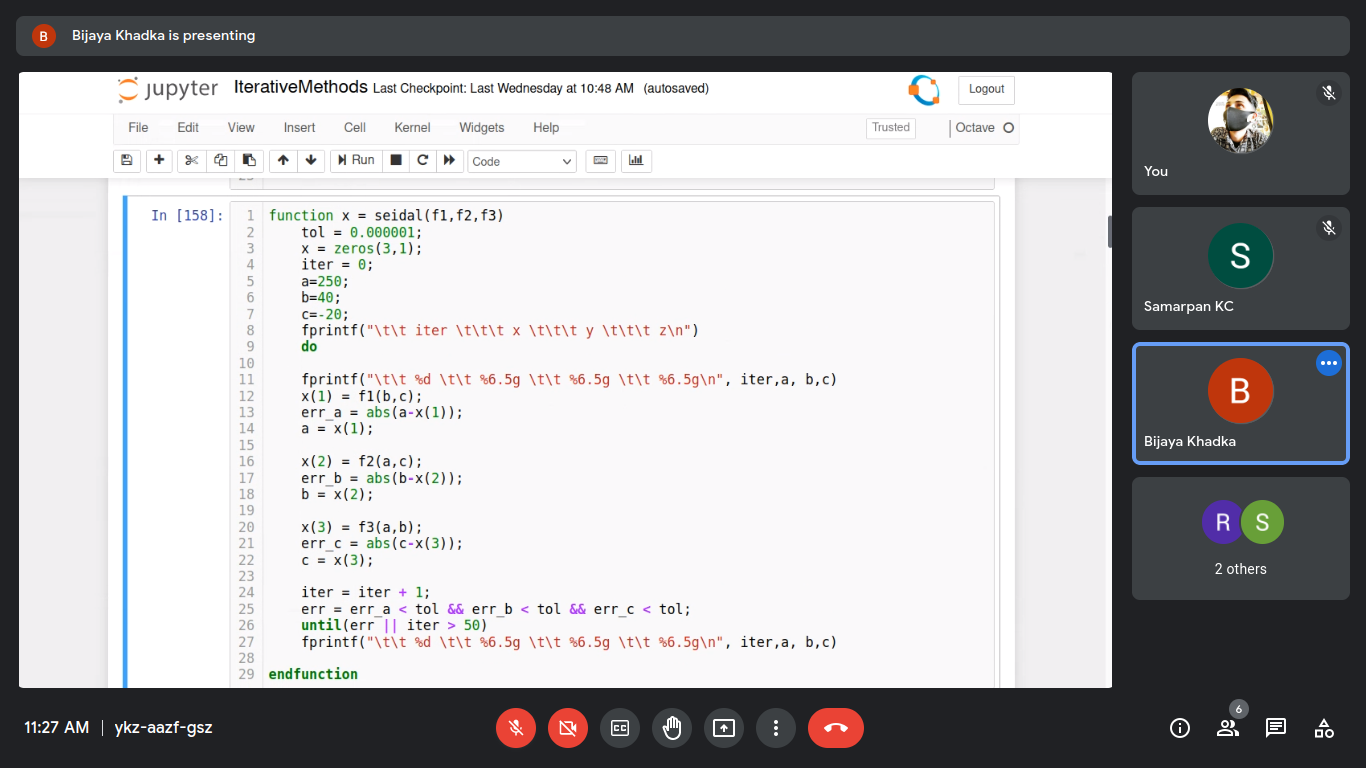 B Bijaya Khadka is presenting
jupyter IterativeMethods Last Checkpoint: Last Wednesday at 10:48 AM (autosaved)
Logout
File Edit View Insert Cell Kernel Widgets Help
Trusted
Octave
Run
Code
In [158]:
1 function x = seidal(f1,f2,f3)
2     tol = 0.000001;
3     x = zeros(3,1);
4     iter = 0;
5     a=250;
6     b=40;
7     c=-20;
8     fprintf("\t\t iter \t\t\t x \t\t\t y \t\t\t z\n")
9     do
10
11     fprintf("\t\t %d \t\t %6.5g \t\t %6.5g \t\t %6.5g\n", iter,a, b,c)
12     x(1) = f1(b,c);
13     err_a = abs(a-x(1));
14     a = x(1);
15
16     x(2) = f2(a,c);
17     err_b = abs(b-x(2));
18     b = x(2);
19
20     x(3) = f3(a,b);
21     err_c = abs(c-x(3));
22     c = x(3);
23
24     iter = iter + 1;
25     err = err_a < tol && err_b < tol && err_c < tol;
26     until(err || iter > 50)
27     fprintf("\t\t %d \t\t %6.5g \t\t %6.5g \t\t %6.5g\n", iter,a, b,c)
28
29 endfunction
You
S
Samarpan KC
B
Bijaya Khadka
R S
2 others
11:27 AM | ykz-aazf-gsz
CC
6